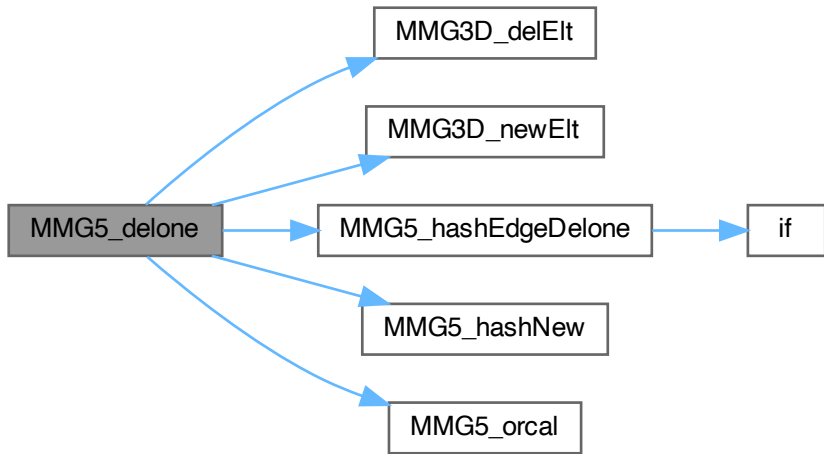 MMG3D_delElt
MMG3D_newElt
MMG5_delone
MMG5_hashEdgeDelone
if
MMG5_hashNew
MMG5_orcal